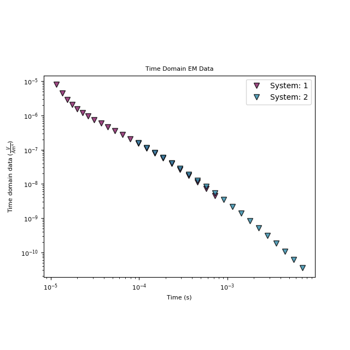 Time Domain EM Data
System: 1
System: 2
10⁻⁵
10⁻⁶
10⁻⁷
10⁻⁸
10⁻⁹
10⁻¹⁰
Time domain data
10⁻⁵ 10⁻⁴ 10⁻³
Time (s)